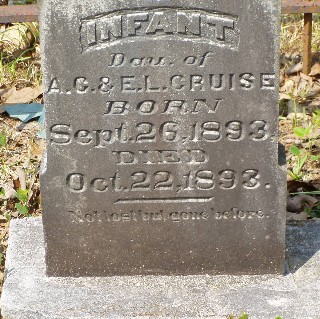 INFANT
Dau. of
A.G. & E.L. CRUISE
BORN
Sept. 26, 1893.
DIED
Oct. 22, 1893.
Not lost but gone before.